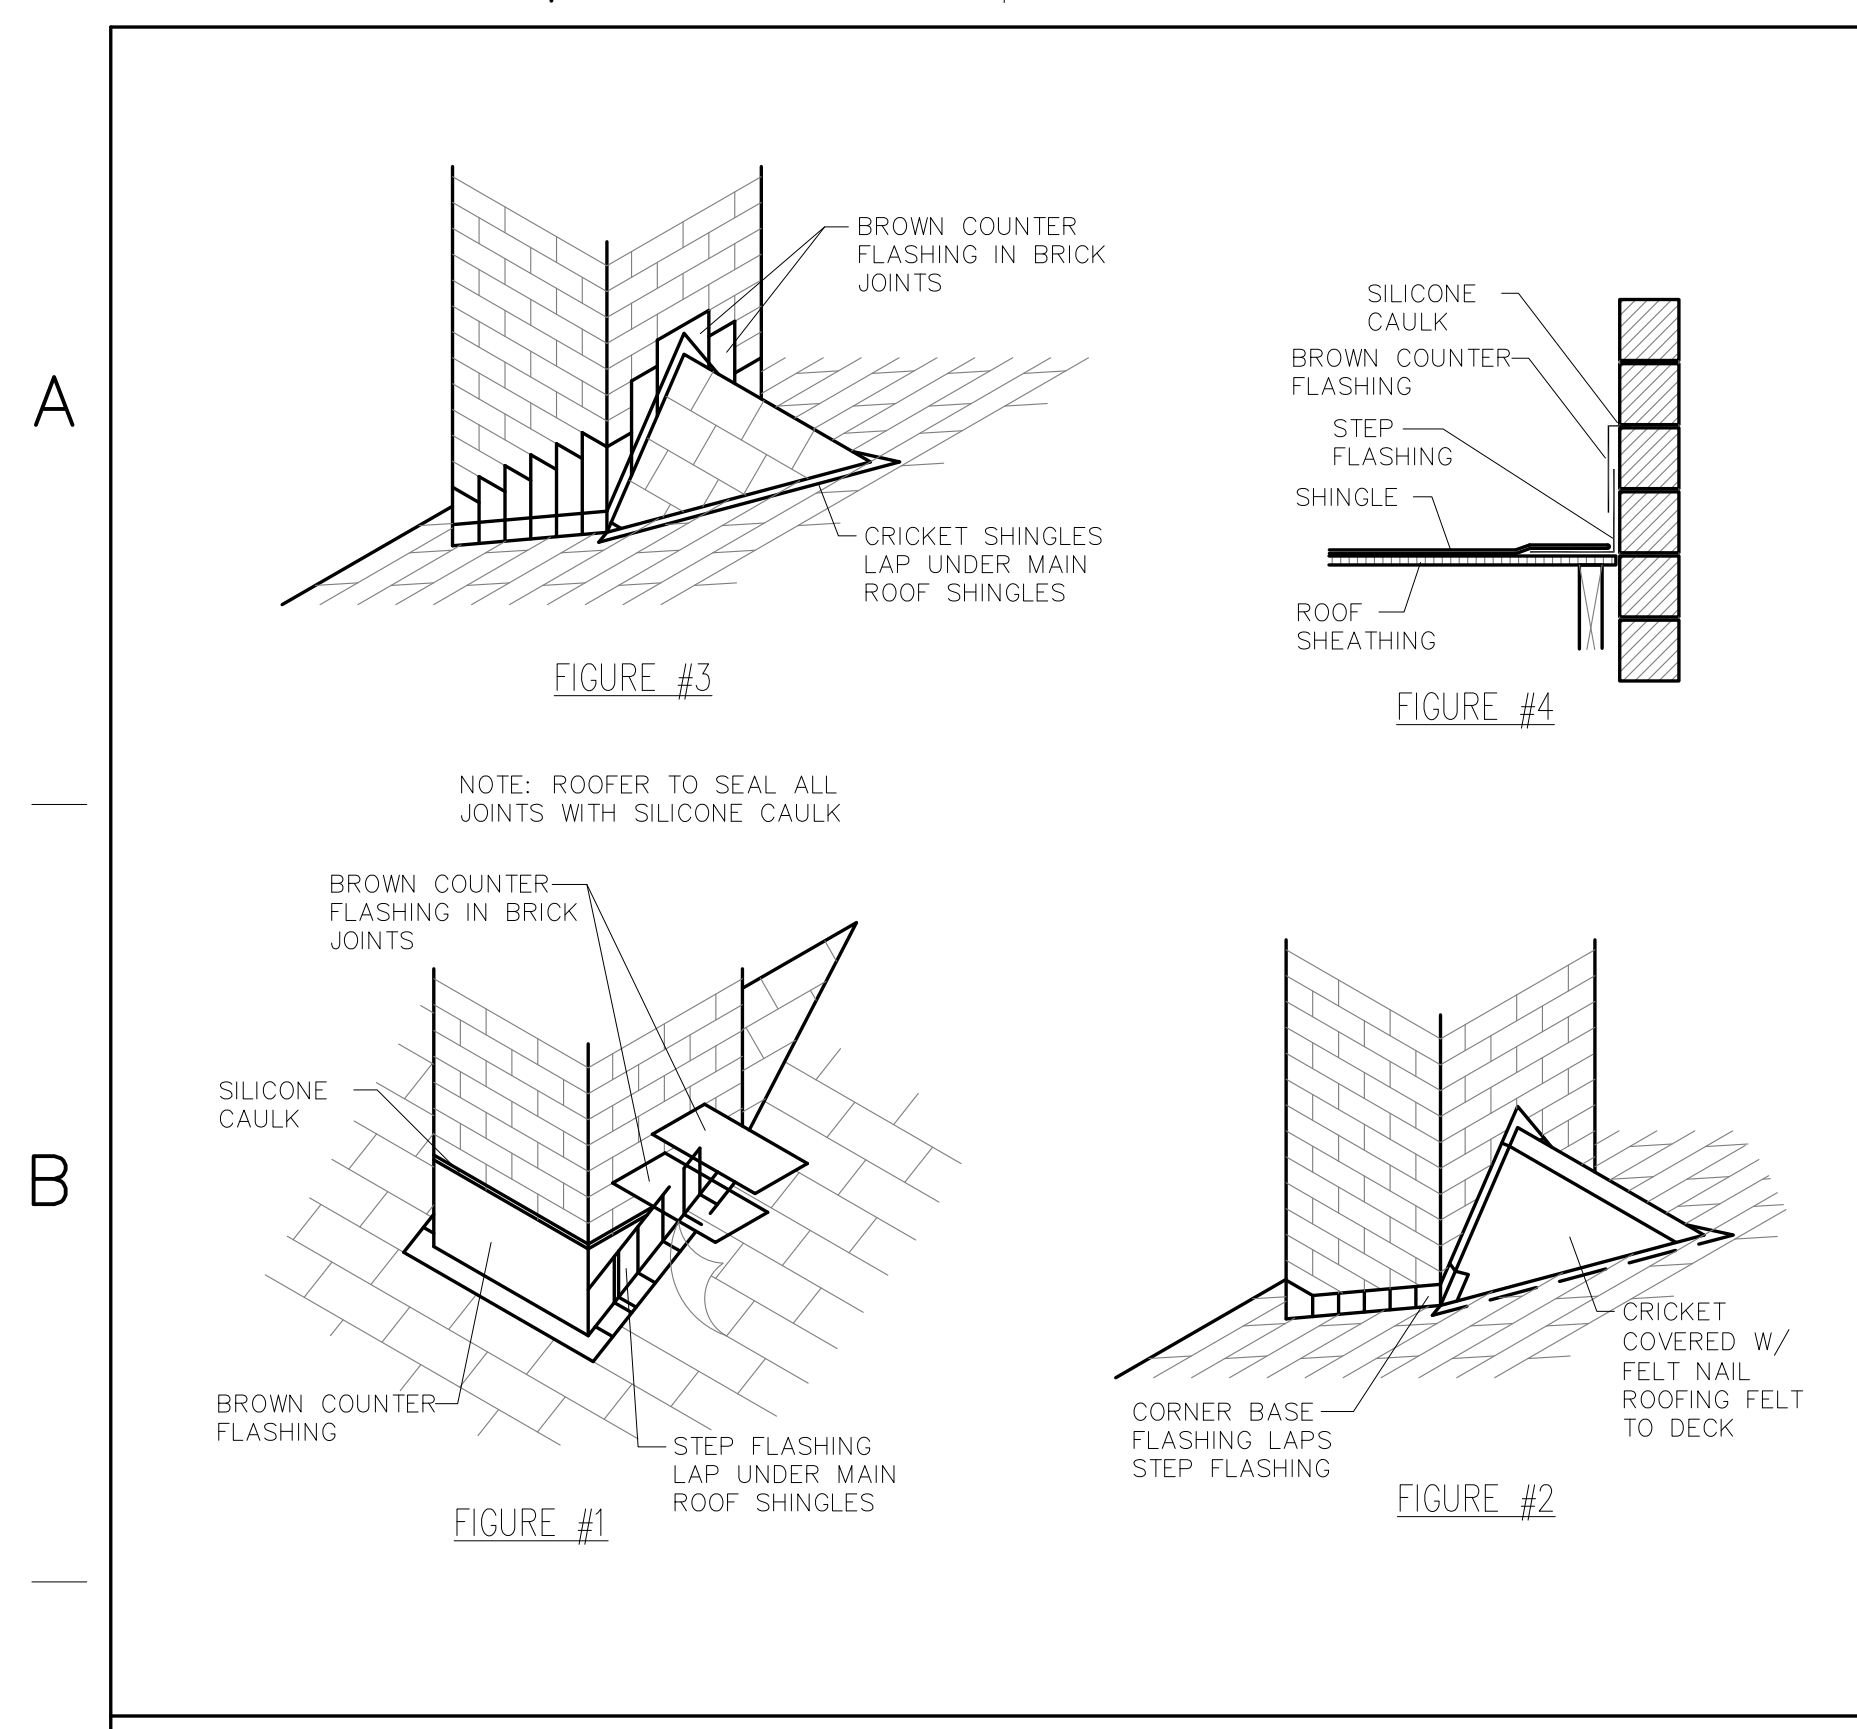 A
BROWN COUNTER
FLASHING IN BRICK
JOINTS
CRICKET SHINGLES
LAP UNDER MAIN
ROOF SHINGLES
FIGURE #3
SILICONE
CAULK
BROWN COUNTER
FLASHING
STEP
FLASHING
SHINGLE
ROOF
SHEATHING
FIGURE #4
NOTE: ROOFER TO SEAL ALL
JOINTS WITH SILICONE CAULK
B
BROWN COUNTER
FLASHING IN BRICK
JOINTS
SILICONE
CAULK
BROWN COUNTER
FLASHING
STEP FLASHING
LAP UNDER MAIN
ROOF SHINGLES
FIGURE #1
CRICKET
COVERED W/
FELT NAIL
ROOFING FELT
TO DECK
CORNER BASE
FLASHING LAPS
STEP FLASHING
FIGURE #2